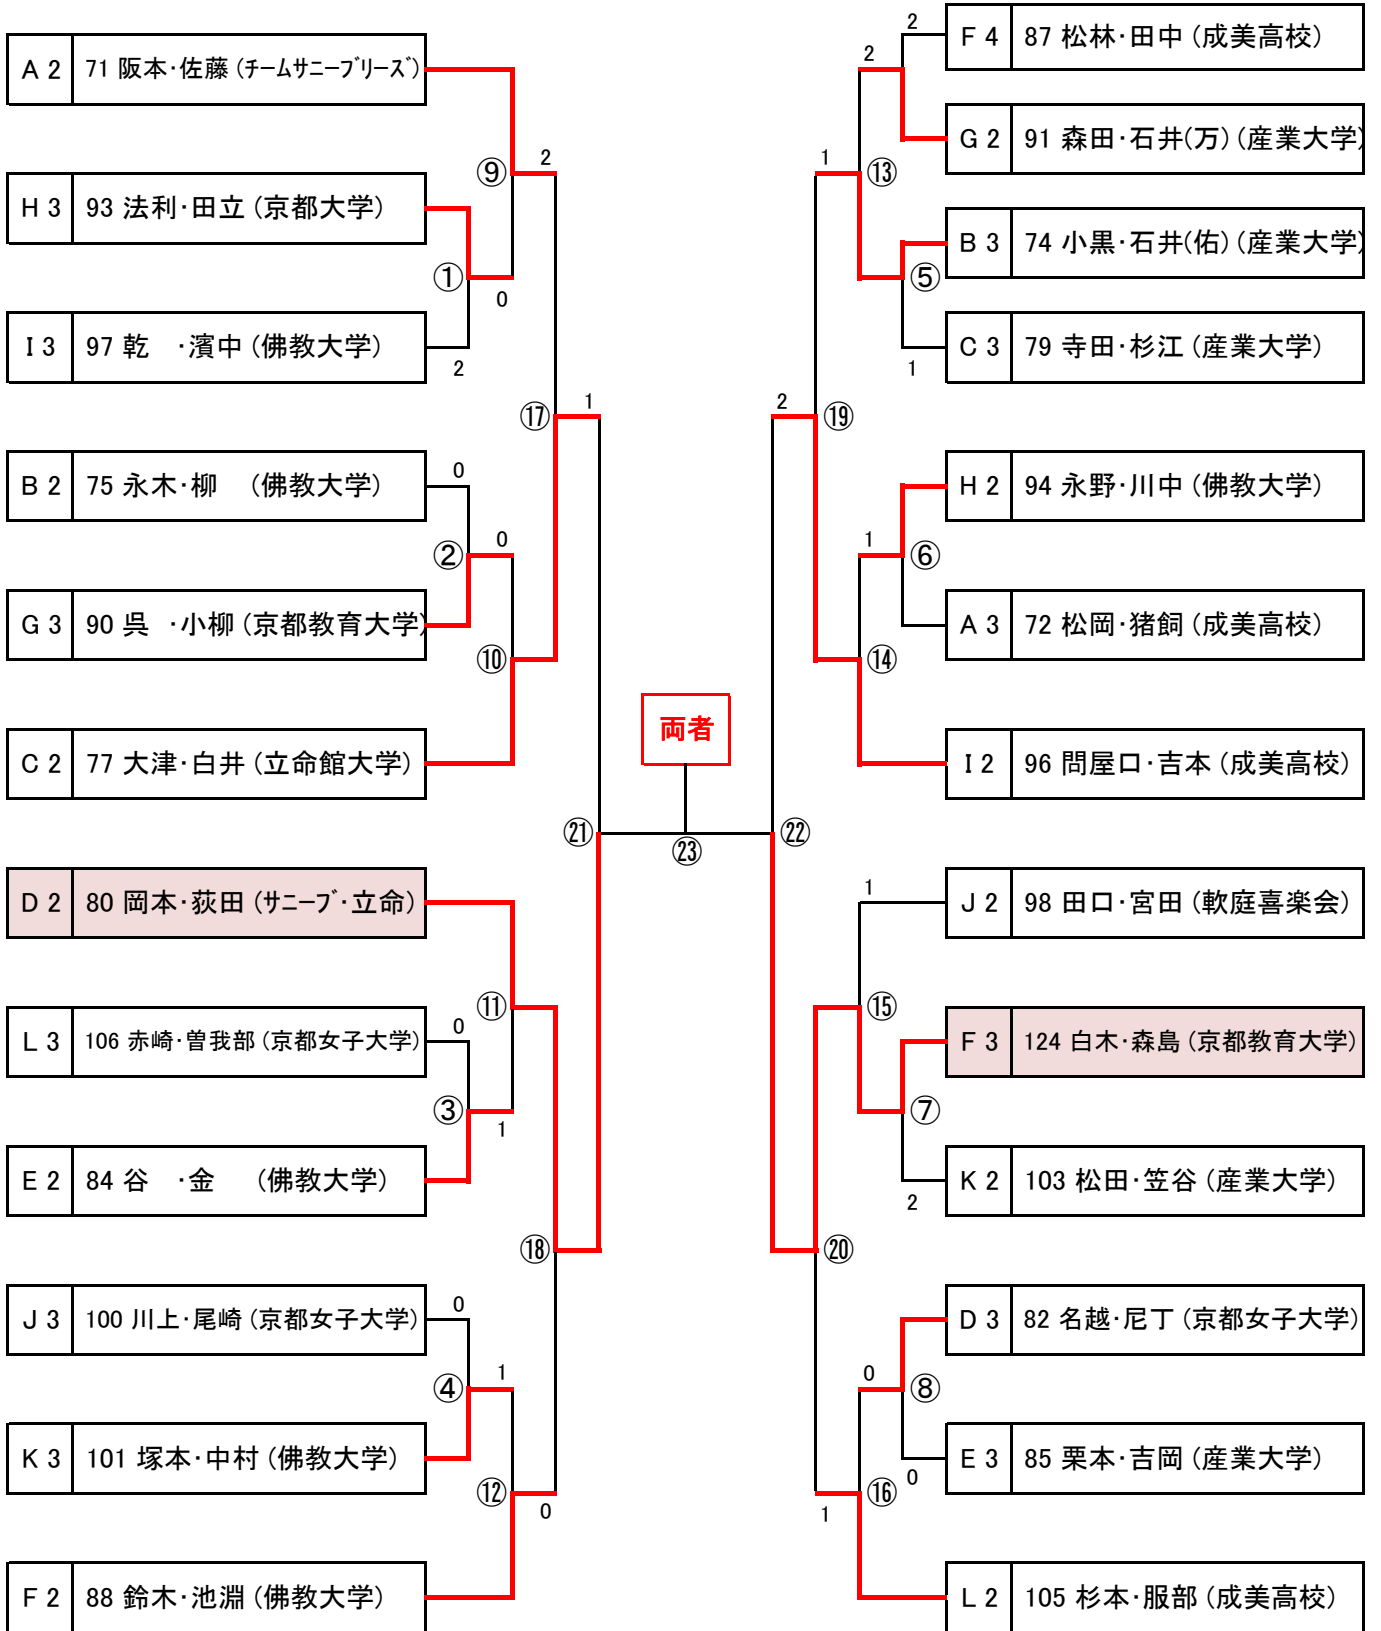 A 2 71 阪本・佐藤 (チームサニーブリーズ)
H 3 93 法利・田立 (京都大学)
I 3 97 乾　・濱中 (佛教大学)
B 2 75 永木・柳　 (佛教大学)
G 3 90 呉　・小柳 (京都教育大学)
C 2 77 大津・白井 (立命館大学)
D 2 80 岡本・荻田 (サニーブ・立命)
L 3 106 赤崎・曽我部 (京都女子大学)
E 2 84 谷　・金　 (佛教大学)
J 3 100 川上・尾崎 (京都女子大学)
K 3 101 塚本・中村 (佛教大学)
F 2 88 鈴木・池淵 (佛教大学)
①
2
0
②
0
0
③
0
1
④
0
1
⑨
2
⑩
⑪
⑫
0
⑰
1
⑱
㉑
両者
㉓
㉒
2
⑲
⑳
1
⑬
2
2
⑤
1
⑭
1
⑥
⑮
1
⑦
2
⑯
1
0
⑧
0
F 4 87 松林・田中 (成美高校)
G 2 91 森田・石井(万) (産業大学)
B 3 74 小黒・石井(佑) (産業大学)
C 3 79 寺田・杉江 (産業大学)
H 2 94 永野・川中 (佛教大学)
A 3 72 松岡・猪飼 (成美高校)
I 2 96 問屋口・吉本 (成美高校)
J 2 98 田口・宮田 (軟庭喜楽会)
F 3 124 白木・森島 (京都教育大学)
K 2 103 松田・笠谷 (産業大学)
D 3 82 名越・尼丁 (京都女子大学)
E 3 85 栗本・吉岡 (産業大学)
L 2 105 杉本・服部 (成美高校)